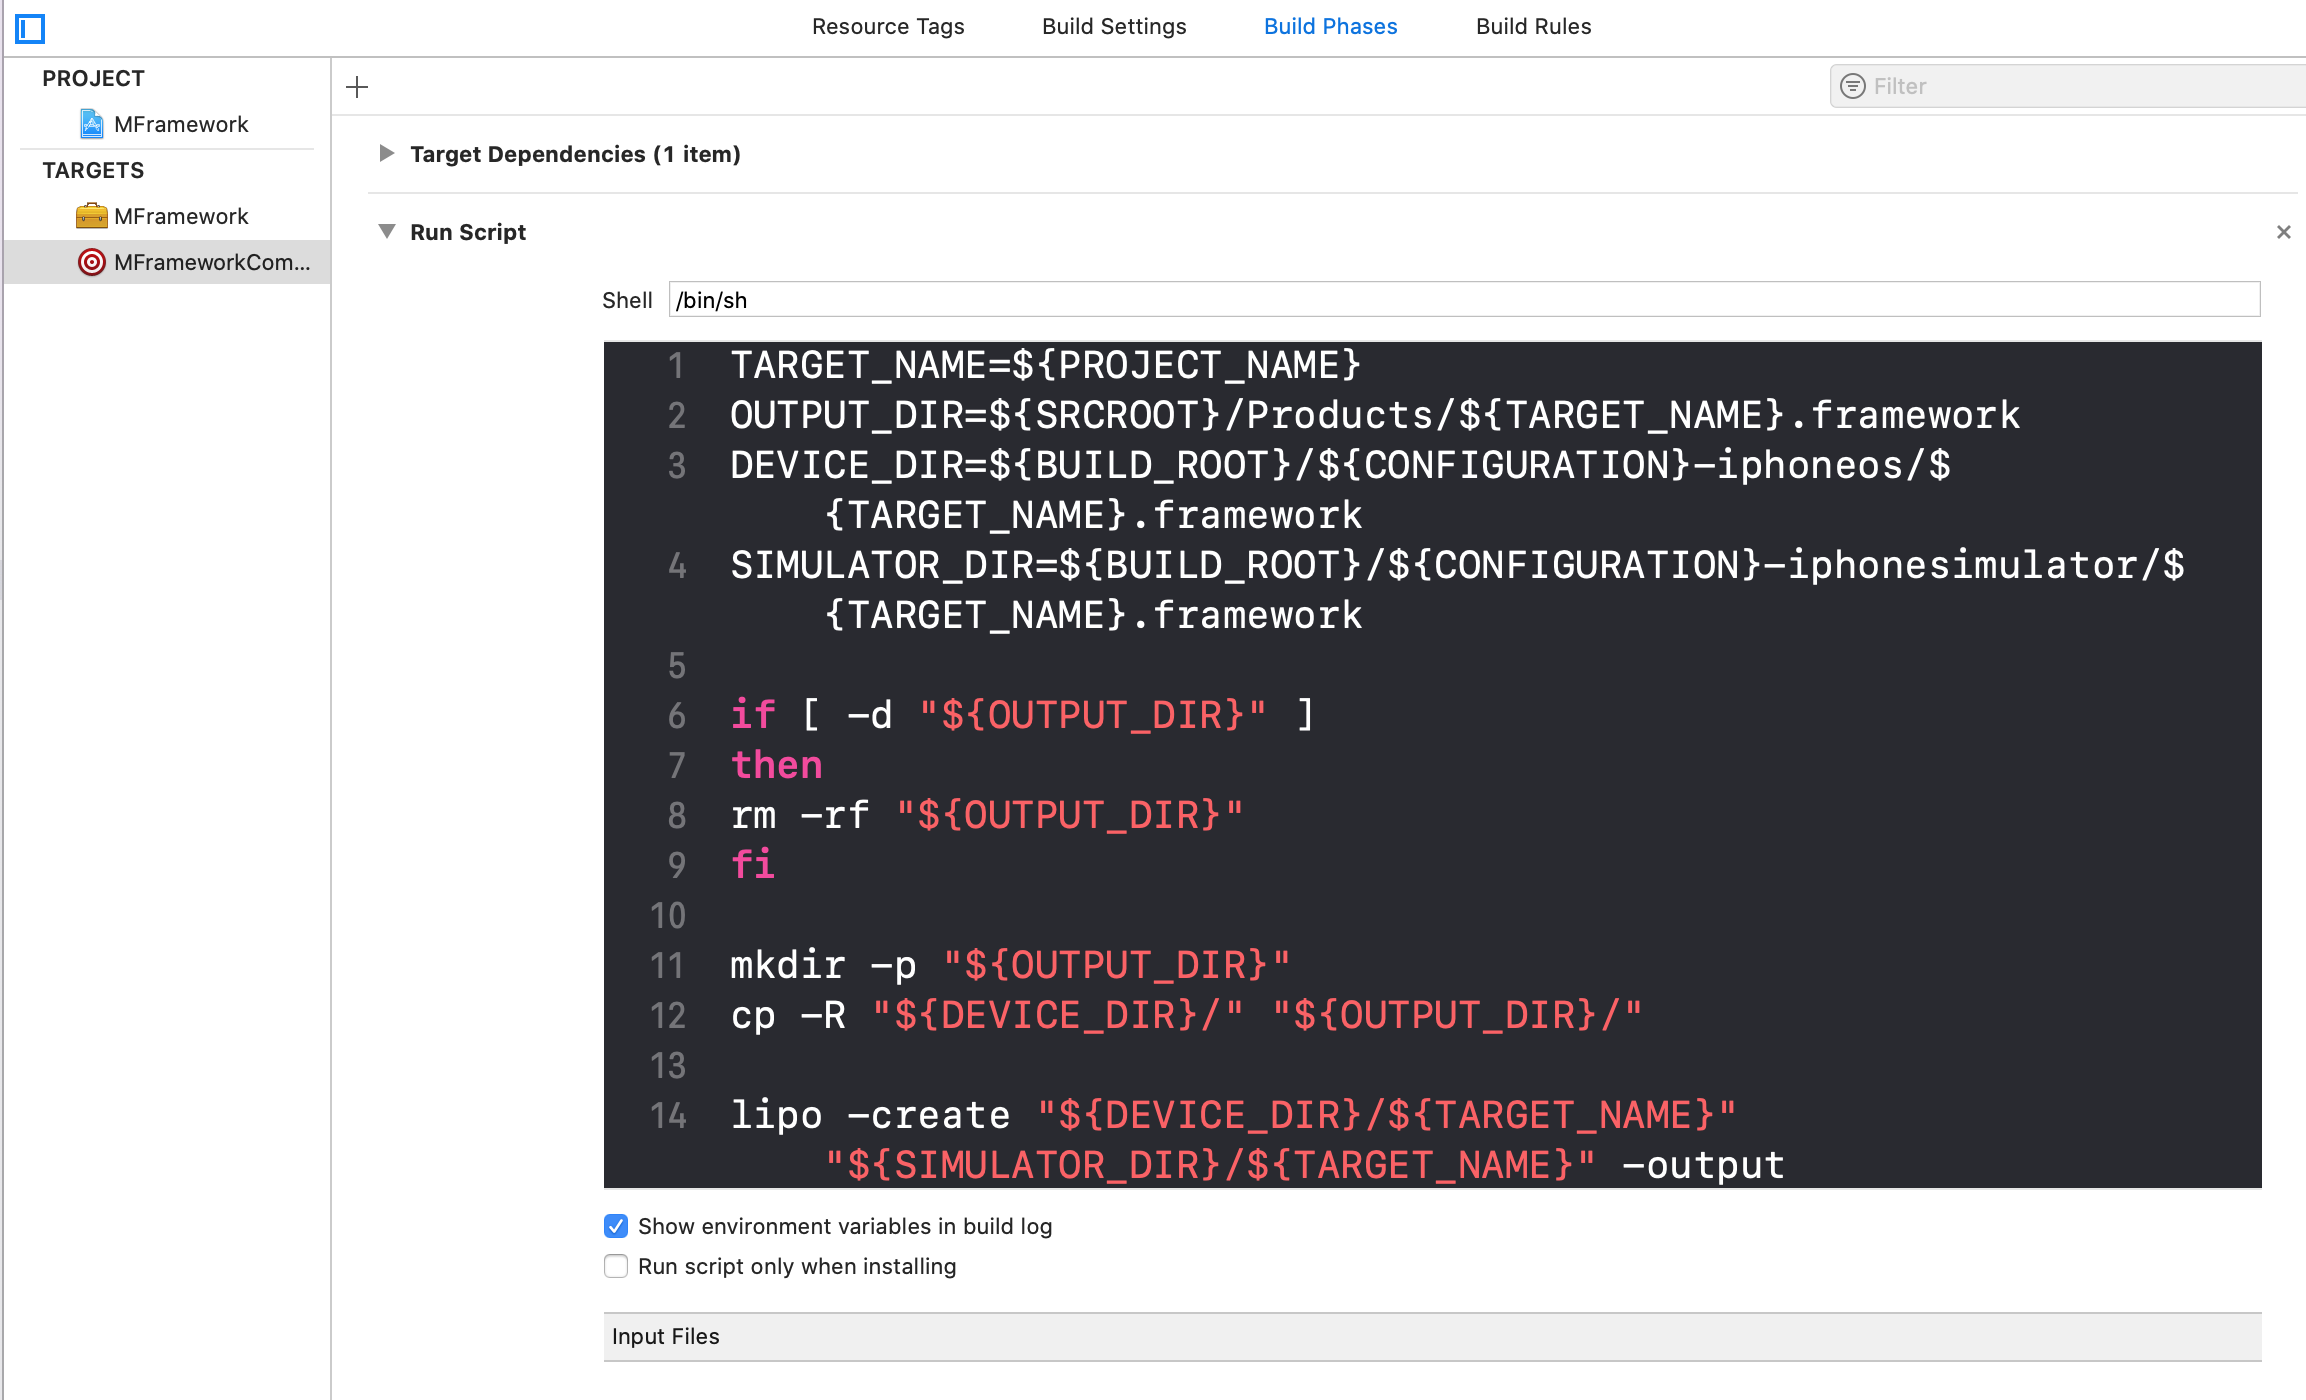 Resource Tags Build Settings Build Phases Build Rules
PROJECT
MFramework
TARGETS
MFramework
MFrameworkCom...
Filter
Target Dependencies (1 item)
Run Script
Shell /bin/sh
1 TARGET_NAME=${PROJECT_NAME}
2 OUTPUT_DIR=${SRCROOT}/Products/${TARGET_NAME}.framework
3 DEVICE_DIR=${BUILD_ROOT}/${CONFIGURATION}-iphoneos/$
{TARGET_NAME}.framework
4 SIMULATOR_DIR=${BUILD_ROOT}/${CONFIGURATION}-iphonesimulator/$
{TARGET_NAME}.framework
5
6 if [ -d "${OUTPUT_DIR}" ]
7 then
8 rm -rf "${OUTPUT_DIR}"
9 fi
10
11 mkdir -p "${OUTPUT_DIR}"
12 cp -R "${DEVICE_DIR}/" "${OUTPUT_DIR}/"
13
14 lipo -create "${DEVICE_DIR}/${TARGET_NAME}"
"${SIMULATOR_DIR}/${TARGET_NAME}" -output
Show environment variables in build log
Run script only when installing
Input Files